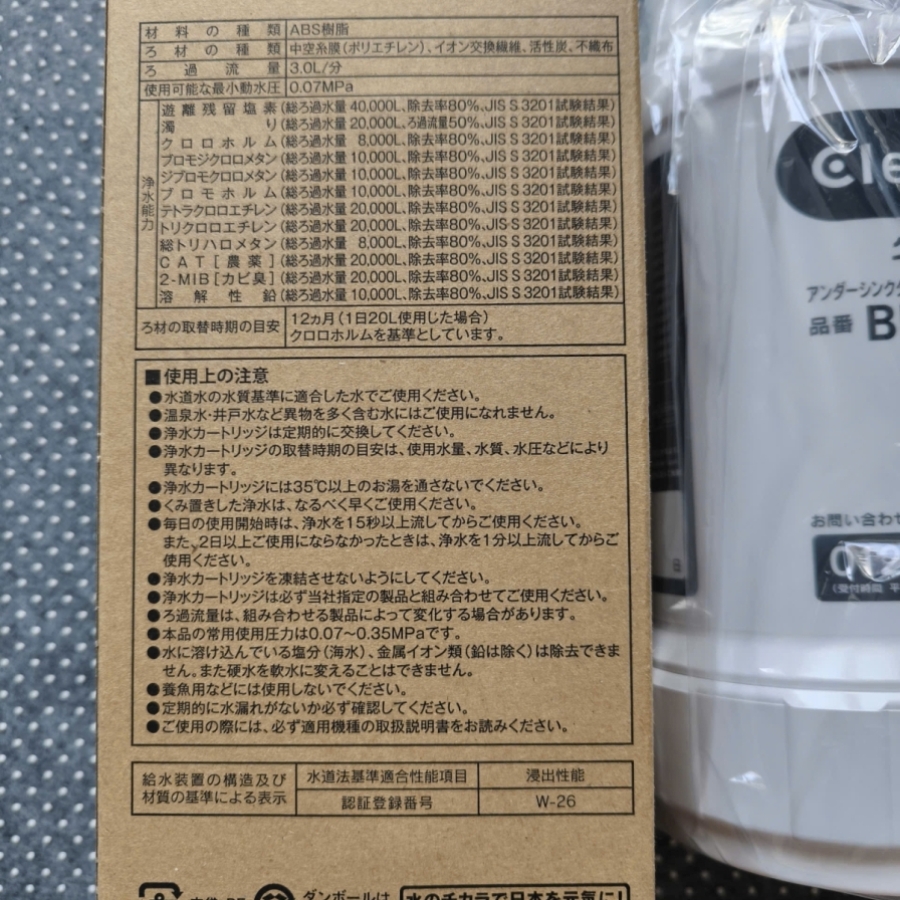 材料の種類 ABS樹脂
ろ材の種類 中空糸膜(ポリエチレン)、イオン交換繊維、活性炭、不織布
ろ過流量 3.0L/分
使用可能な最小動水圧 0.07MPa
浄水能力
遊離残留塩素(総ろ過水量 40,000L、除去率80%、JIS S 3201試験結果)
濁り(総ろ過水量 20,000L、ろ過流量50%、JIS S 3201試験結果)
クロロホルム(総ろ過水量 8,000L、除去率80%、JIS S 3201試験結果)
ブロモジクロロメタン(総ろ過水量 10,000L、除去率80%、JIS S 3201試験結果)
ジブロモクロロメタン(総ろ過水量 10,000L、除去率80%、JIS S 3201試験結果)
ブロモホルム(総ろ過水量 10,000L、除去率80%、JIS S 3201試験結果)
テトラクロロエチレン(総ろ過水量 20,000L、除去率80%、JIS S 3201試験結果)
トリクロロエチレン(総ろ過水量 20,000L、除去率80%、JIS S 3201試験結果)
総トリハロメタン(総ろ過水量 8,000L、除去率80%、JIS S 3201試験結果)
CAT[農薬](総ろ過水量 20,000L、除去率80%、JIS S 3201試験結果)
2-MIB[カビ臭](総ろ過水量 20,000L、除去率80%、JIS S 3201試験結果)
溶解性鉛(総ろ過水量 10,000L、除去率80%、JIS S 3201試験結果)
ろ材の取替時期の目安 12ヵ月(1日20L使用した場合)
クロロホルムを基準としています。
■使用上の注意
●水道水の水質基準に適合した水でご使用ください。
●温泉水・井戸水など異物を多く含む水にはご使用になれません。
●浄水カートリッジは定期的に交換してください。
●浄水カートリッジの取替時期の目安は、使用水量、水質、水圧などにより
異なります。
●浄水カートリッジには35℃以上のお湯を通さないでください。
●くみ置きした浄水は、なるべく早くご使用ください。
●毎日の使用開始時は、浄水を15秒以上流してからご使用ください。
また、2日以上ご使用にならなかったときは、浄水を1分以上流してからご
使用ください。
●浄水カートリッジを凍結させないようにしてください。
●浄水カートリッジは必ず当社指定の製品と組み合わせてご使用ください。
●ろ過流量は、組み合わせる製品によって変化する場合があります。
●本品の常用使用圧力は0.07〜0.35MPaです。
●水に溶け込んでいる塩分(海水)、金属イオン類(鉛は除く)は除去できま
せん。また硬水を軟水に変えることはできません。
●養魚用などには使用しないでください。
●定期的に水漏れがないか必ず確認してください。
●ご使用の際には、必ず適用機種の取扱説明書をお読みください。
給水装置の構造及び
材質の基準による表示
水道法基準適合性能項目 浸出性能
認証登録番号 W-26
ダンボールは
水のチカラで日本を元気に!
Cle
アンダーシンク
品番 B
お問い合わせ
(受付時間 平